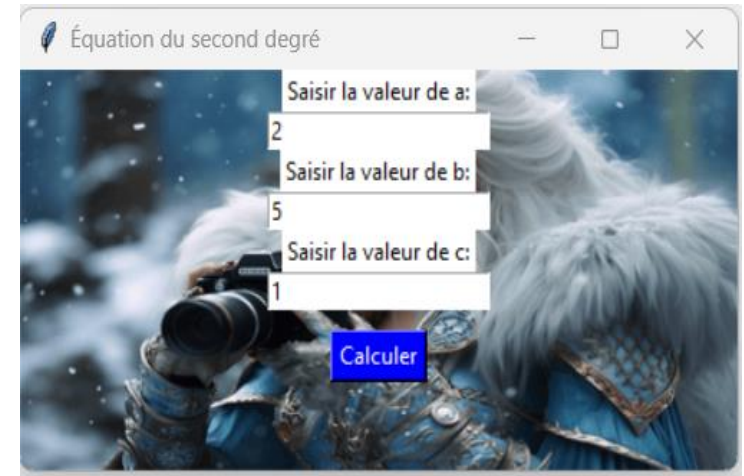 Équation du second degré
Saisir la valeur de a:
2
Saisir la valeur de b:
5
Saisir la valeur de c:
1
Calculer